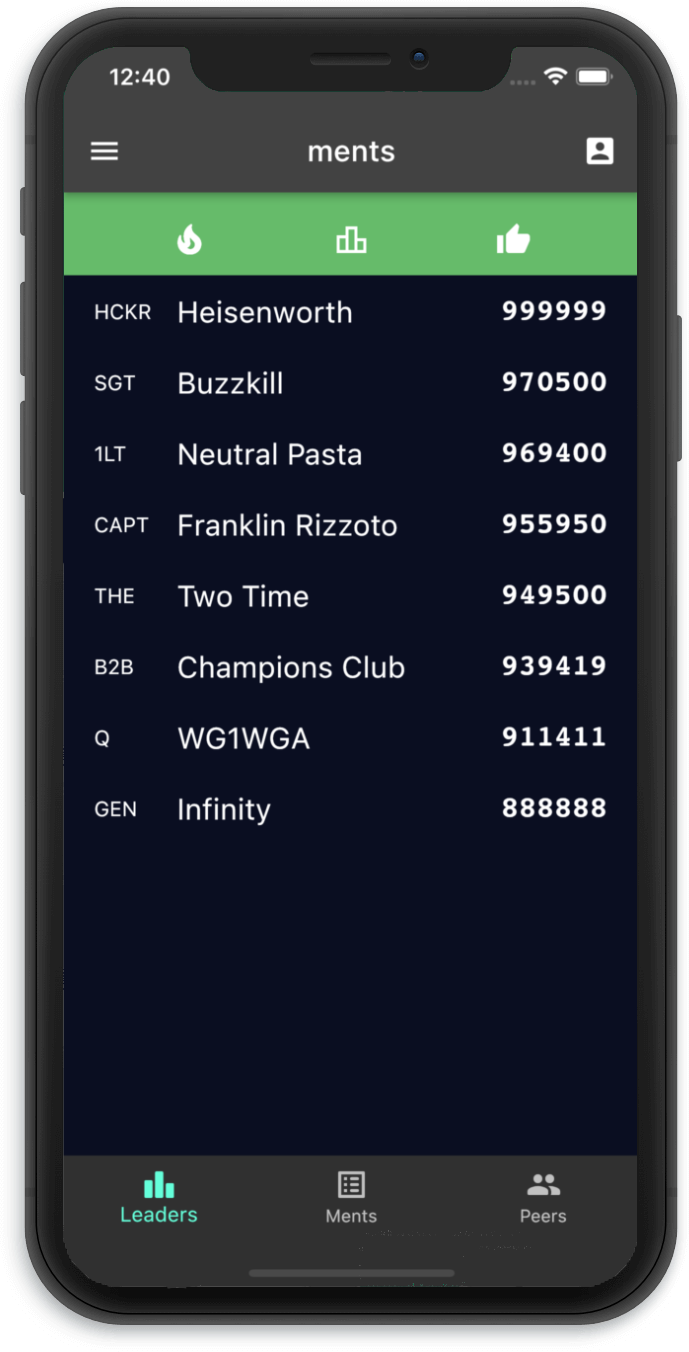 12:40
ments
HCKR Heisenworth 999999
SGT Buzzkill 970500
1LT Neutral Pasta 969400
CAPT Franklin Rizzoto 955950
THE Two Time 949500
B2B Champions Club 939419
Q WG1WGA 911411
GEN Infinity 888888
Leaders Ments Peers